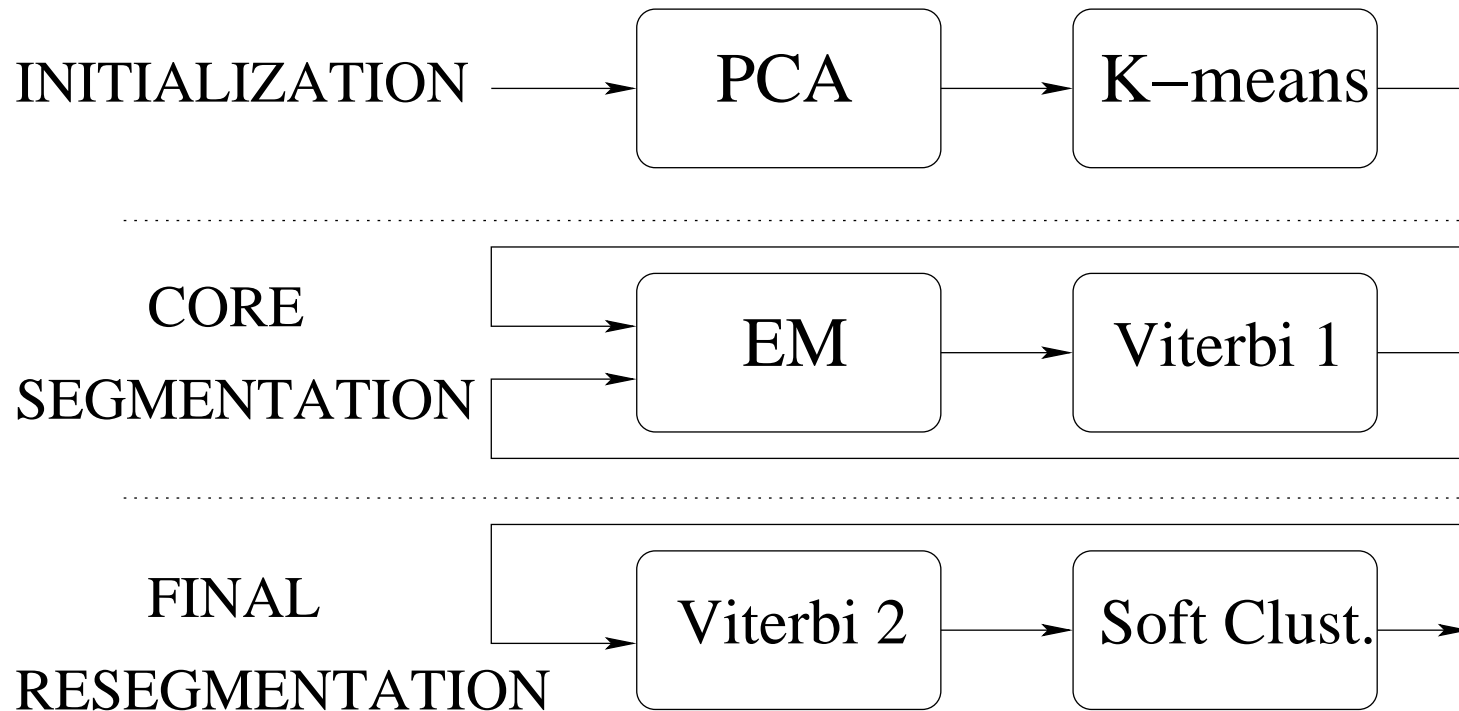 INITIALIZATION
PCA
K−means
CORE
SEGMENTATION
EM
Viterbi 1
FINAL
RESEGMENTATION
Viterbi 2
Soft Clust.